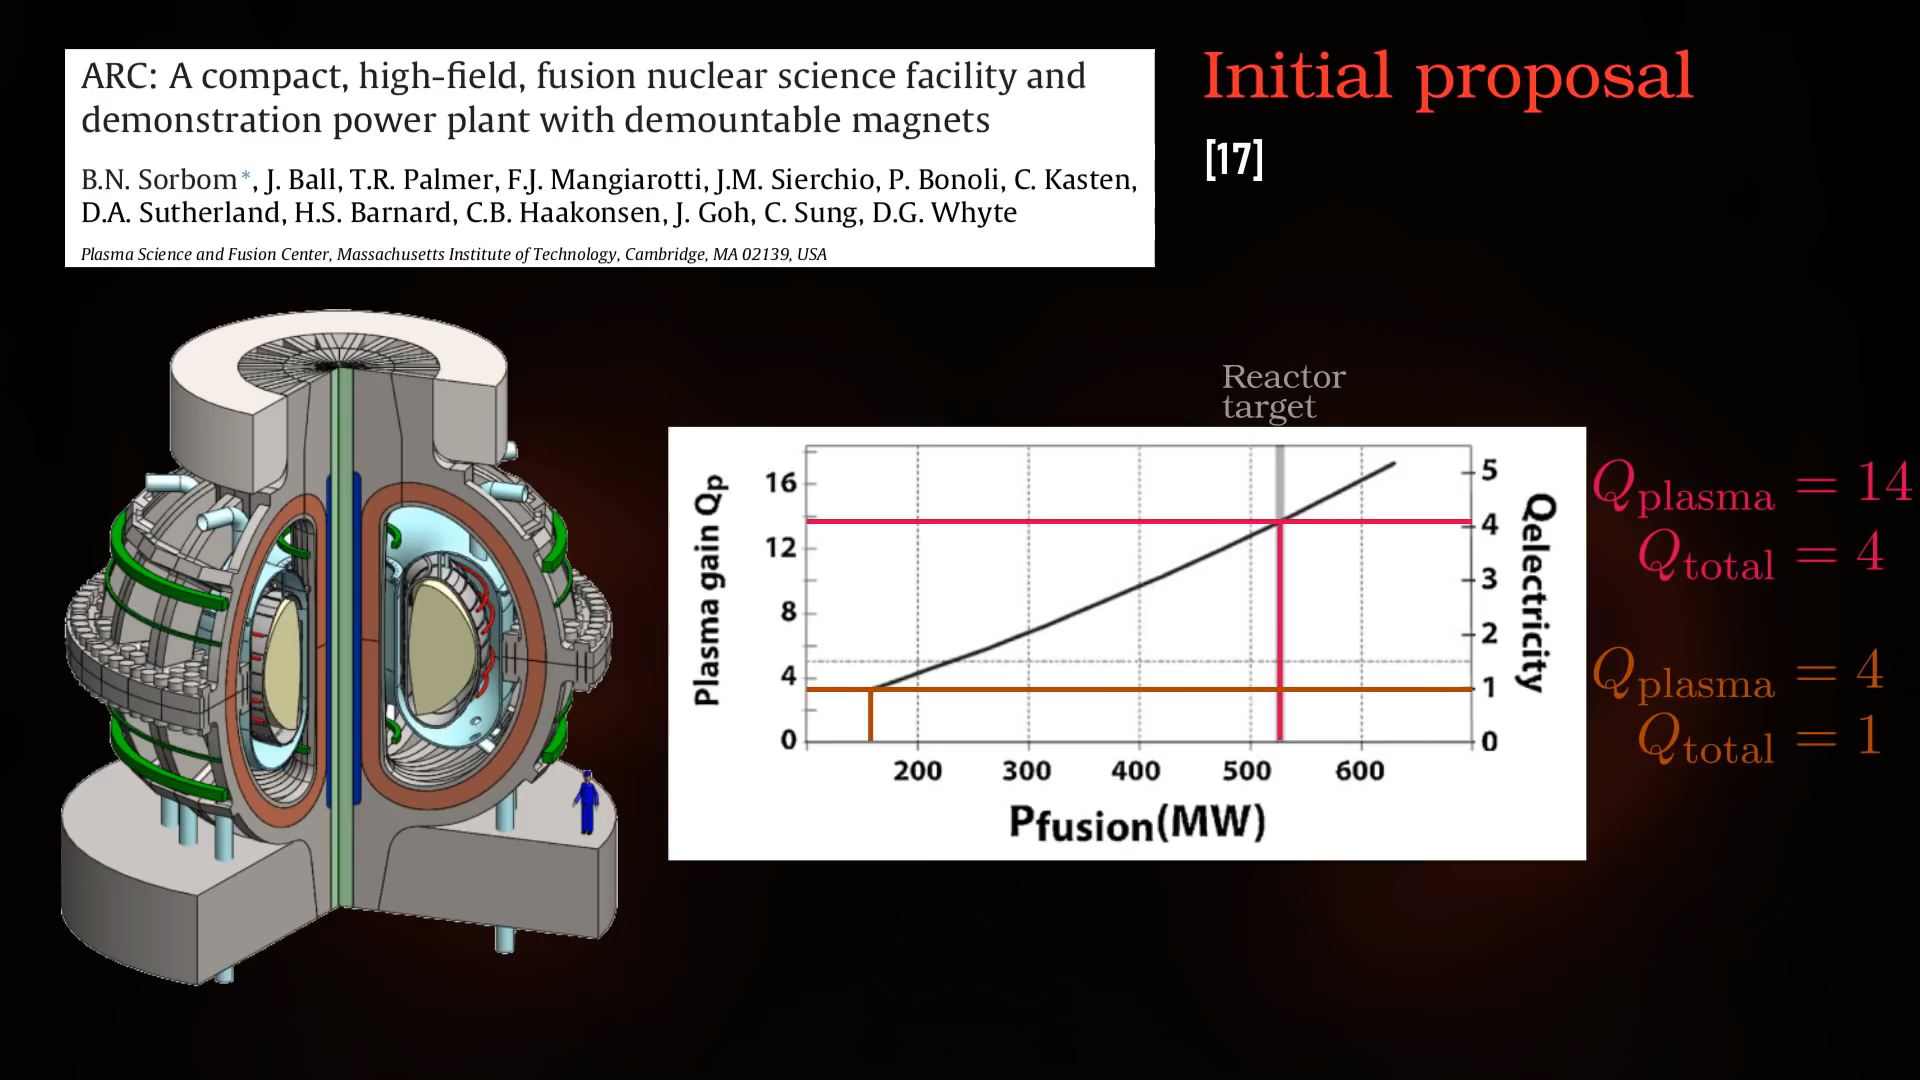 ARC: A compact, high-field, fusion nuclear science facility and
demonstration power plant with demountable magnets
B.N. Sorbom*, J. Ball, T.R. Palmer, F.J. Mangiarotti, J.M. Sierchio, P. Bonoli, C. Kasten,
D.A. Sutherland, H.S. Barnard, C.B. Haakonsen, J. Goh, C. Sung, D.G. Whyte
Plasma Science and Fusion Center, Massachusetts Institute of Technology, Cambridge, MA 02139, USA
Initial proposal
[17]
Reactor
target
Plasma gain Qp
16
12
8
4
0
200 300 400 500 600
Pfusion(MW)
5
4
3
2
1
0
Qelectricity
Qplasma = 14
Qtotal = 4
Qplasma = 4
Qtotal = 1